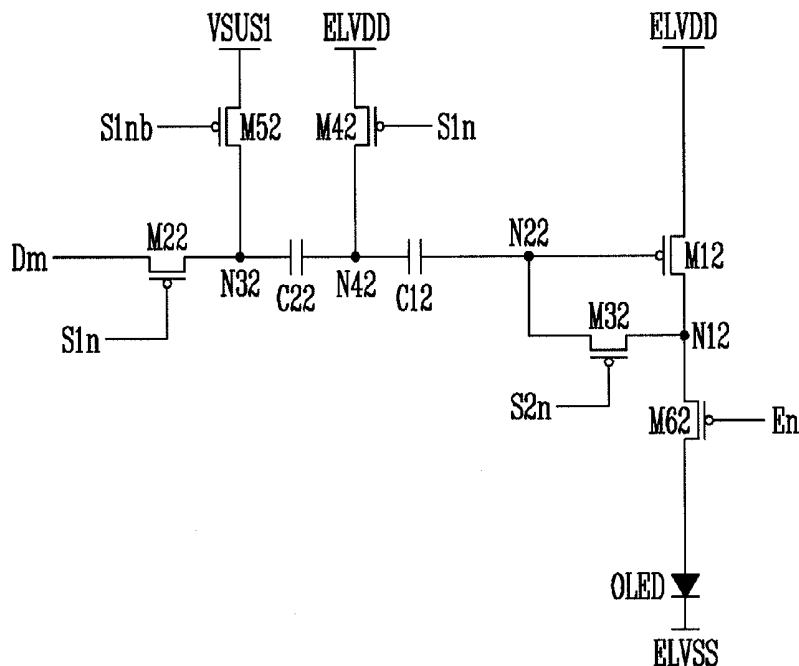 VSUS1 ELVDD ELVDD
S1nb M52 M42 S1n
M22 N22
Dm M12
N32 C22 N42 C12
M32 N12
S1n
S2n M62 En
OLED
ELVSS